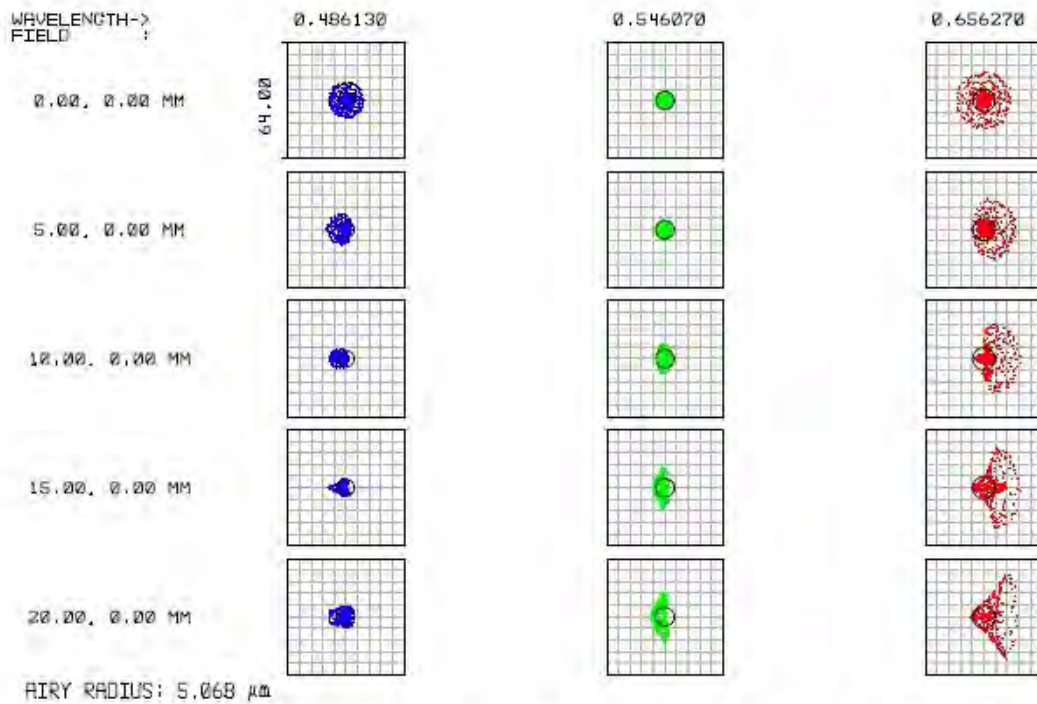 WAVELENGTH-> 0.486130 0.546070 0.656270
FIELD :
0.00, 0.00 MM
64.00
5.00, 0.00 MM
10.00, 0.00 MM
15.00, 0.00 MM
20.00, 0.00 MM
AIRY RADIUS: 5.068 µm